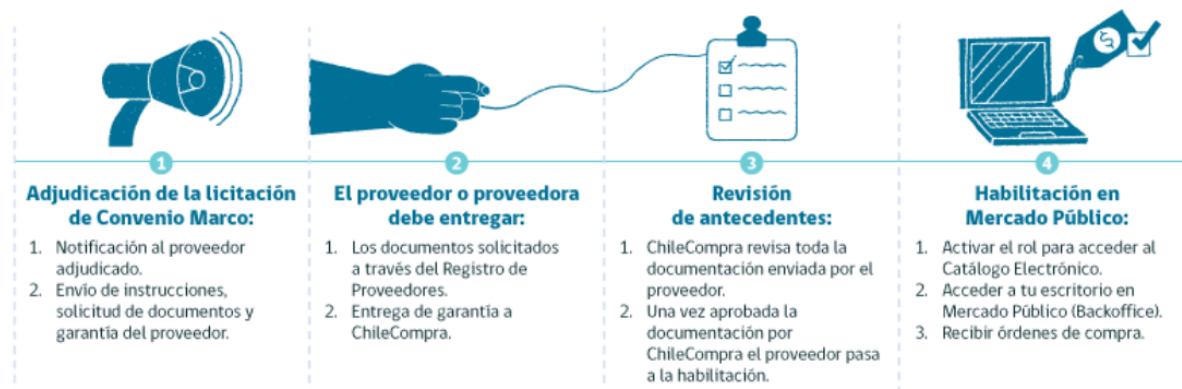 1
Adjudicación de la licitación
de Convenio Marco:
1. Notificación al proveedor
adjudicado.
2. Envío de instrucciones,
solicitud de documentos y
garantía del proveedor.
2
El proveedor o proveedora
debe entregar:
1. Los documentos solicitados
a través del Registro de
Proveedores.
2. Entrega de garantía a
ChileCompra.
3
Revisión
de antecedentes:
1. ChileCompra revisa toda la
documentación enviada por el
proveedor.
2. Una vez aprobada la
documentación por
ChileCompra el proveedor pasa
a la habilitación.
$
4
Habilitación en
Mercado Público:
1. Activar el rol para acceder al
Catálogo Electrónico.
2. Acceder a tu escritorio en
Mercado Público (Backoffice).
3. Recibir órdenes de compra.